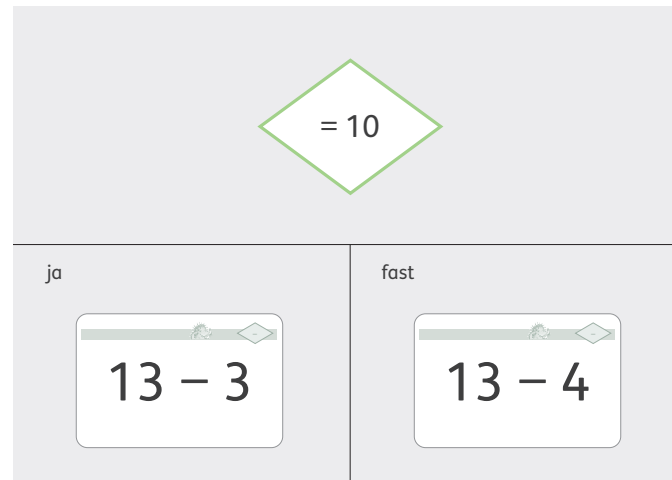 = 10
ja
fast
13 – 3
13 – 4